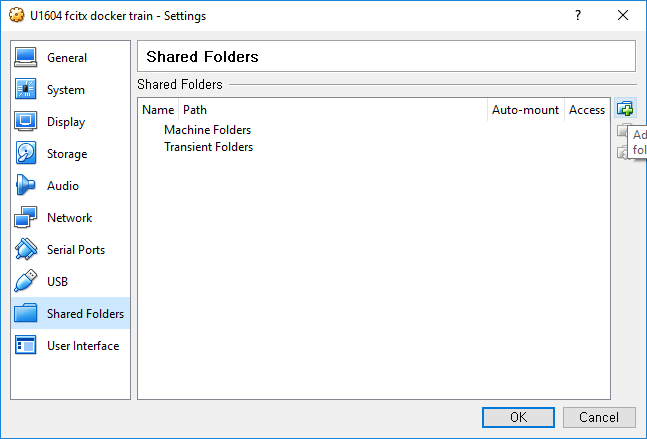 U1604 fcitx docker train - Settings
?
General
System
Display
Storage
Audio
Network
Serial Ports
USB
Shared Folders
User Interface
Shared Folders
Shared Folders
Name Path Auto-mount Access
Machine Folders
Transient Folders
Ad
fol
OK Cancel